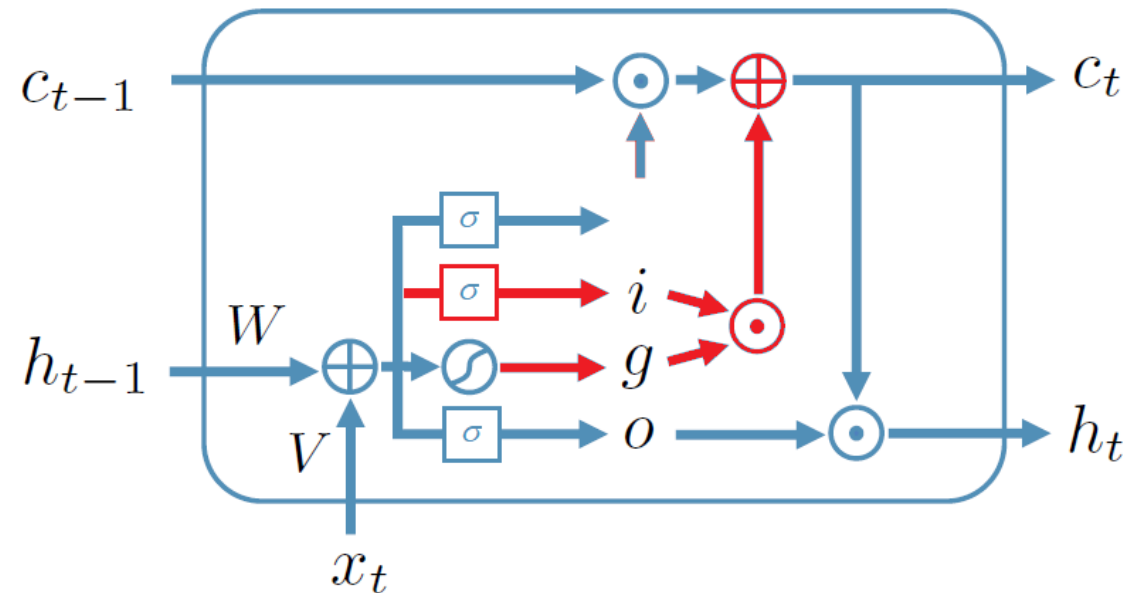 c_{t-1}
c_t
σ
σ
i
W
h_{t-1}
g
V
σ
o
h_t
x_t